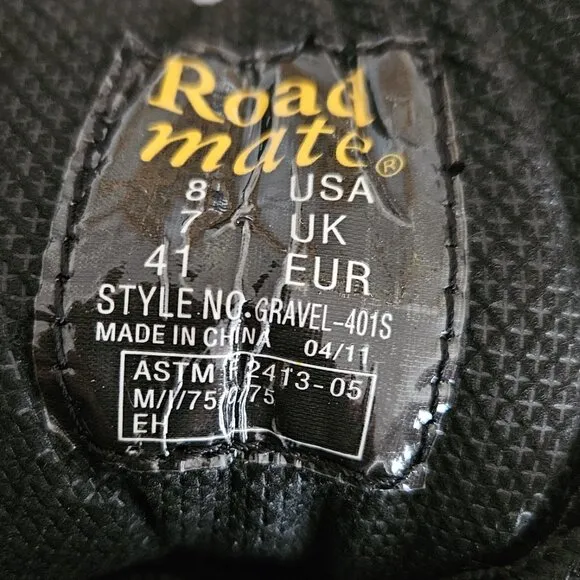 Road
mate®
8 USA
7 UK
41 EUR
STYLE NO.GRAVEL-401S
MADE IN CHINA 04/11
ASTM F2413-05
M/I/75/C/75
EH